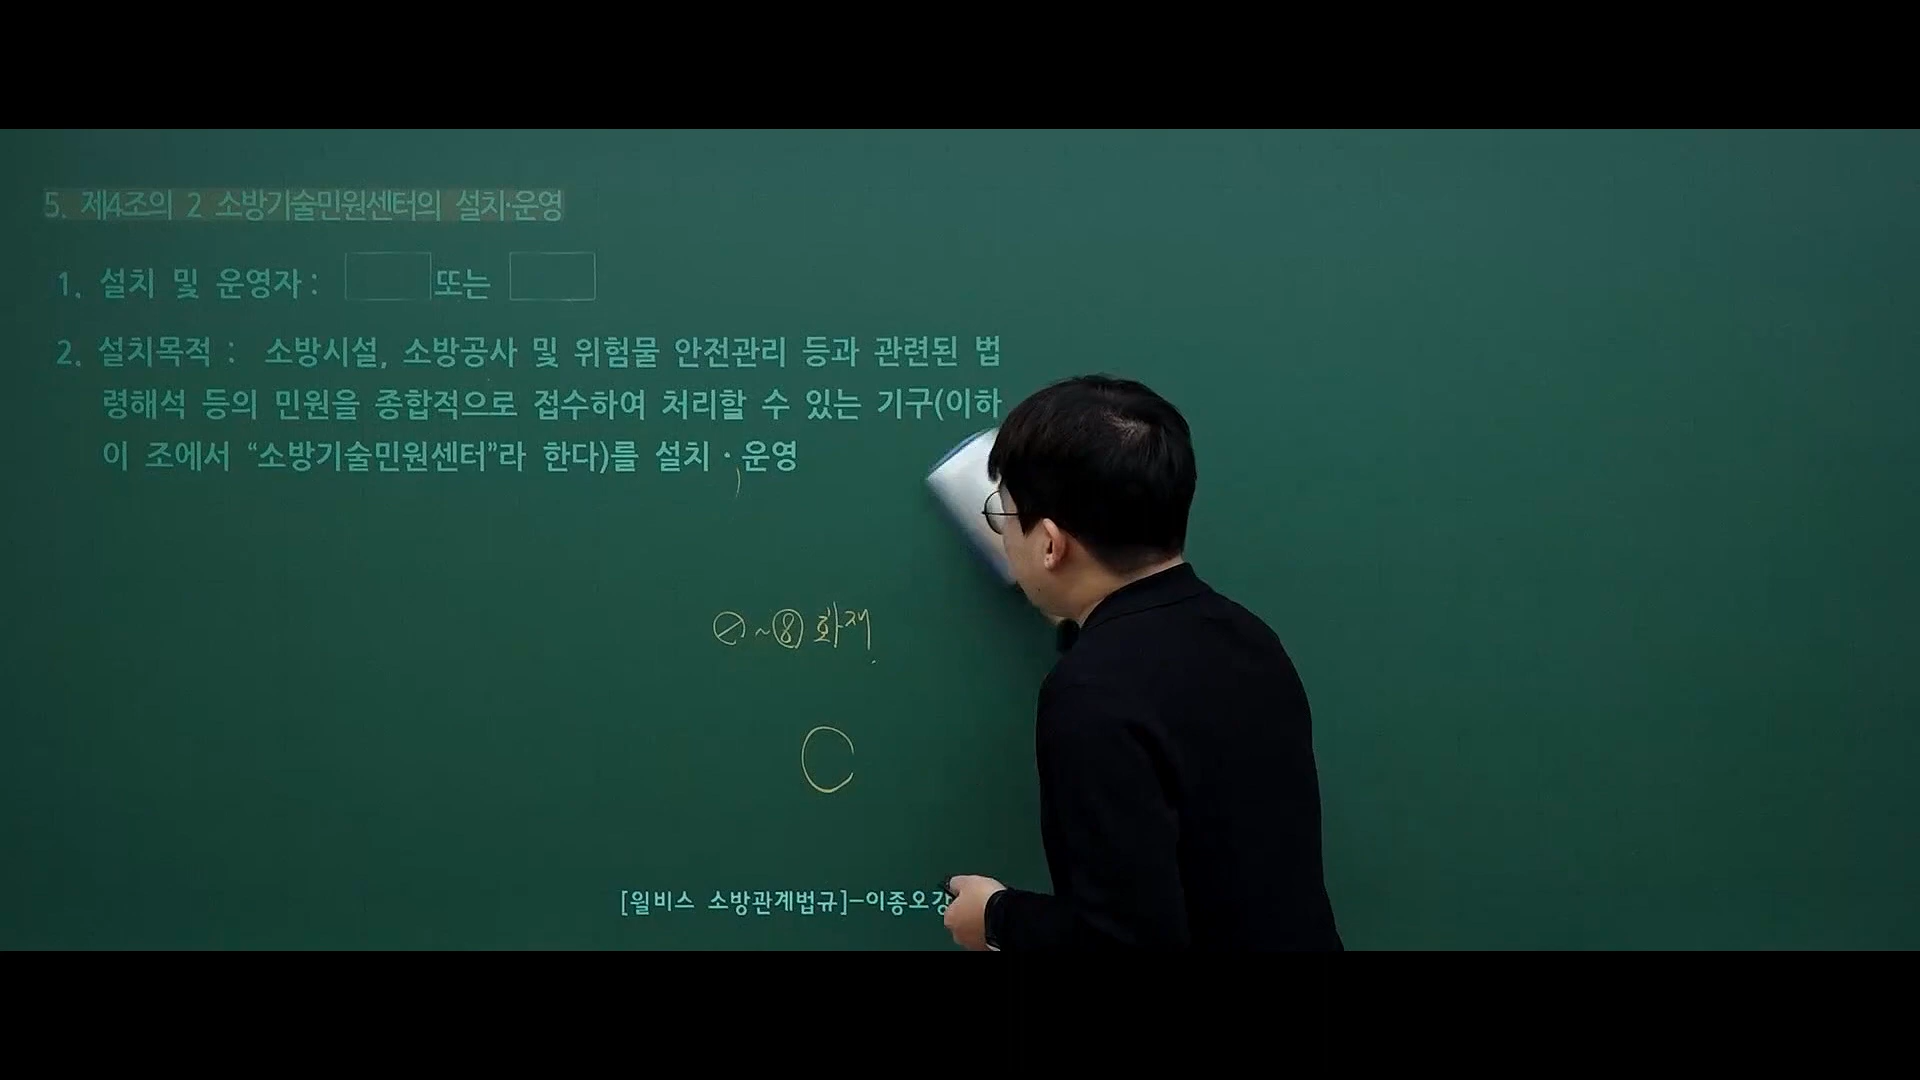 5. 제4조의 2 소방기술민원센터의 설치·운영
1. 설치 및 운영자 : 또는
2. 설치목적 : 소방시설, 소방공사 및 위험물 안전관리 등과 관련된 법
령해석 등의 민원을 종합적으로 접수하여 처리할 수 있는 기구(이하
이 조에서 “소방기술민원센터”라 한다)를 설치 · 운영
~⑧ 화재
[윌비스 소방관계법규]-이종오강